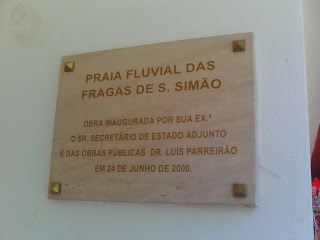 PRAIA FLUVIAL DAS
FRAGAS DE S. SIMÃO
OBRA INAUGURADA POR SUA EX.ª
O SR. SECRETÁRIO DE ESTADO ADJUNTO
E DAS OBRAS PÚBLICAS DR. LUÍS PARREIRÃO
EM 24 DE JUNHO DE 2000.